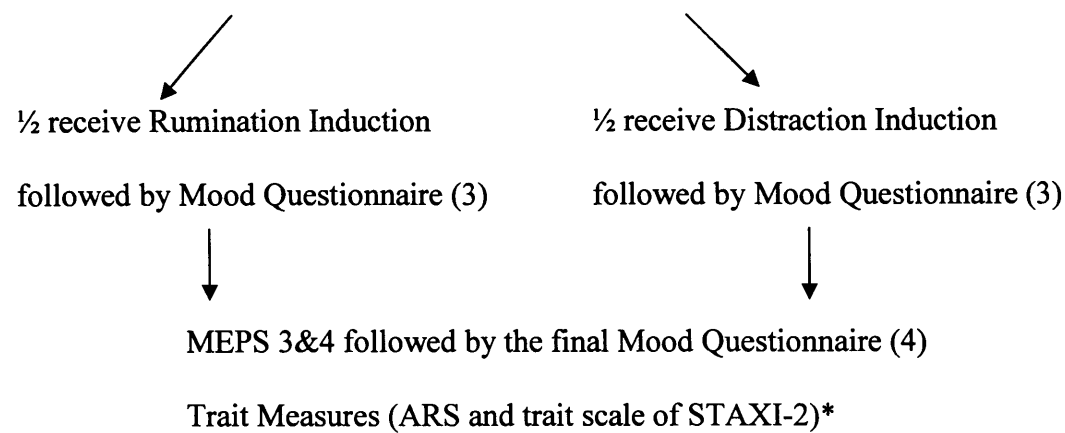 ½ receive Rumination Induction
followed by Mood Questionnaire (3)
½ receive Distraction Induction
followed by Mood Questionnaire (3)
MEPS 3&4 followed by the final Mood Questionnaire (4)
Trait Measures (ARS and trait scale of STAXI-2)*